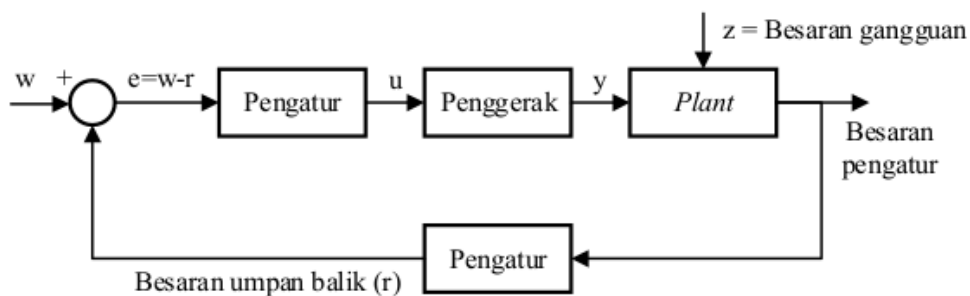 z = Besaran gangguan
w
+
e=w-r
Pengatur
u
Penggerak
y
Plant
Besaran
pengatur
Pengatur
Besaran umpan balik (r)